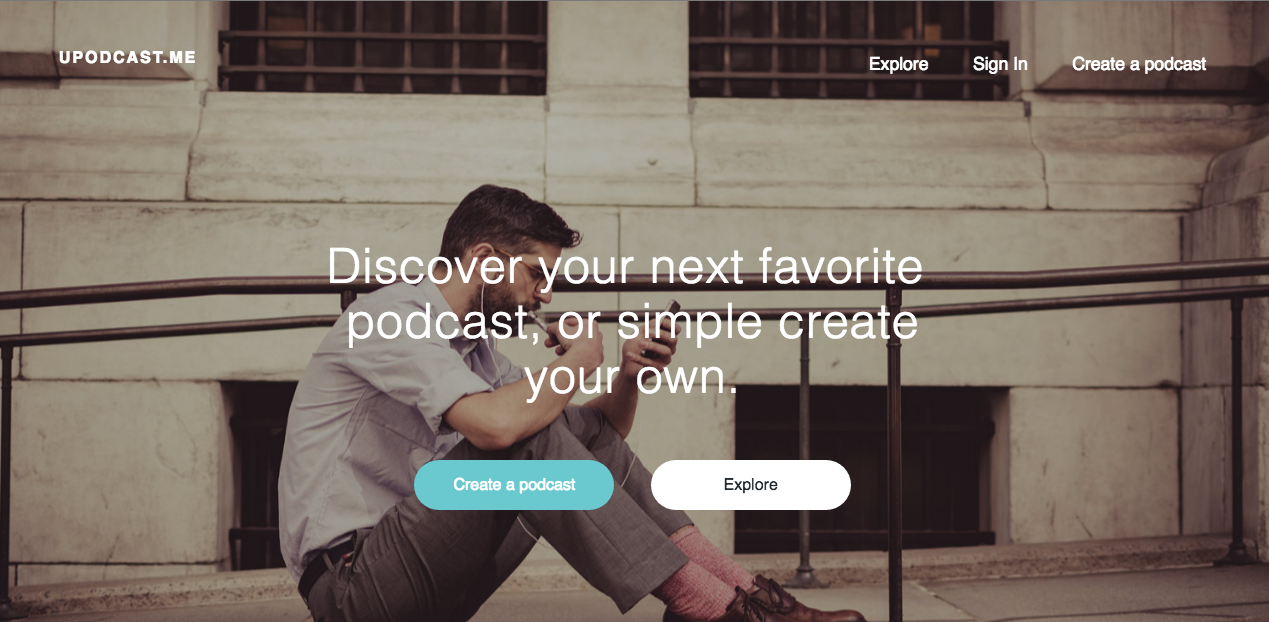 UPODCAST.ME
Explore
Sign In
Create a podcast
Discover your next favorite
podcast, or simple create
your own.
Create a podcast
Explore